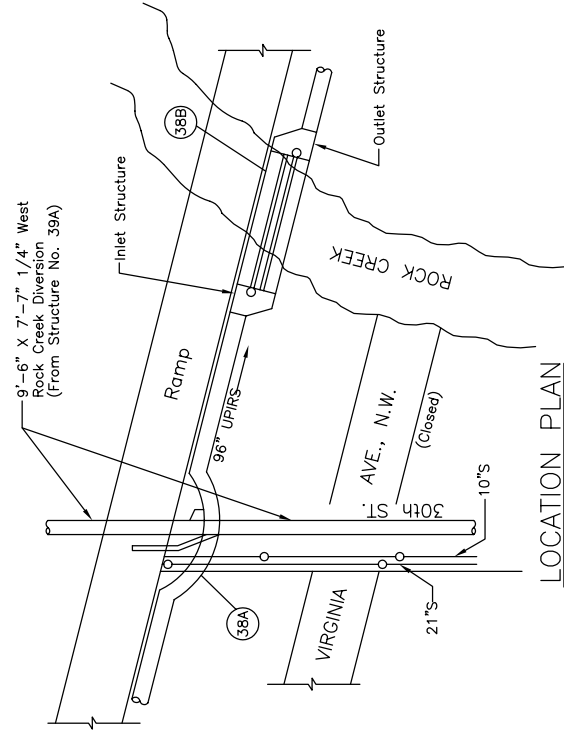 9'-6" X 7'-7" 1/4" West
Rock Creek Diversion
(From Structure No. 39A)
Ramp
Inlet Structure
38B
Outlet Structure
96" UPIRS
ROCK CREEK
38A
30th ST.
VIRGINIA
AVE., N.W.
(Closed)
21"S
10"S
LOCATION PLAN